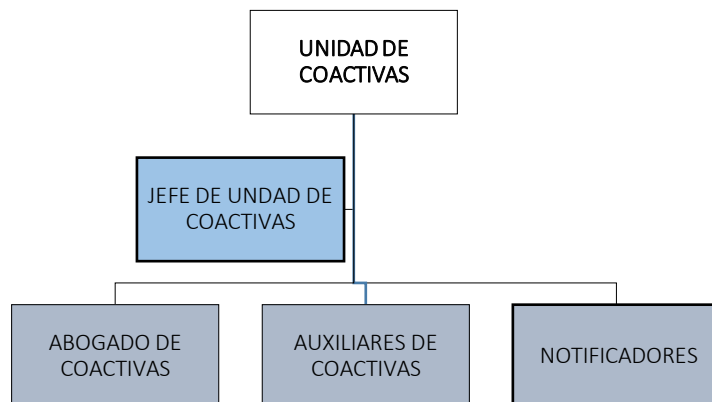 UNIDAD DE
COACTIVAS
JEFE DE UNDAD DE
COACTIVAS
ABOGADO DE
COACTIVAS
AUXILIARES DE
COACTIVAS
NOTIFICADORES